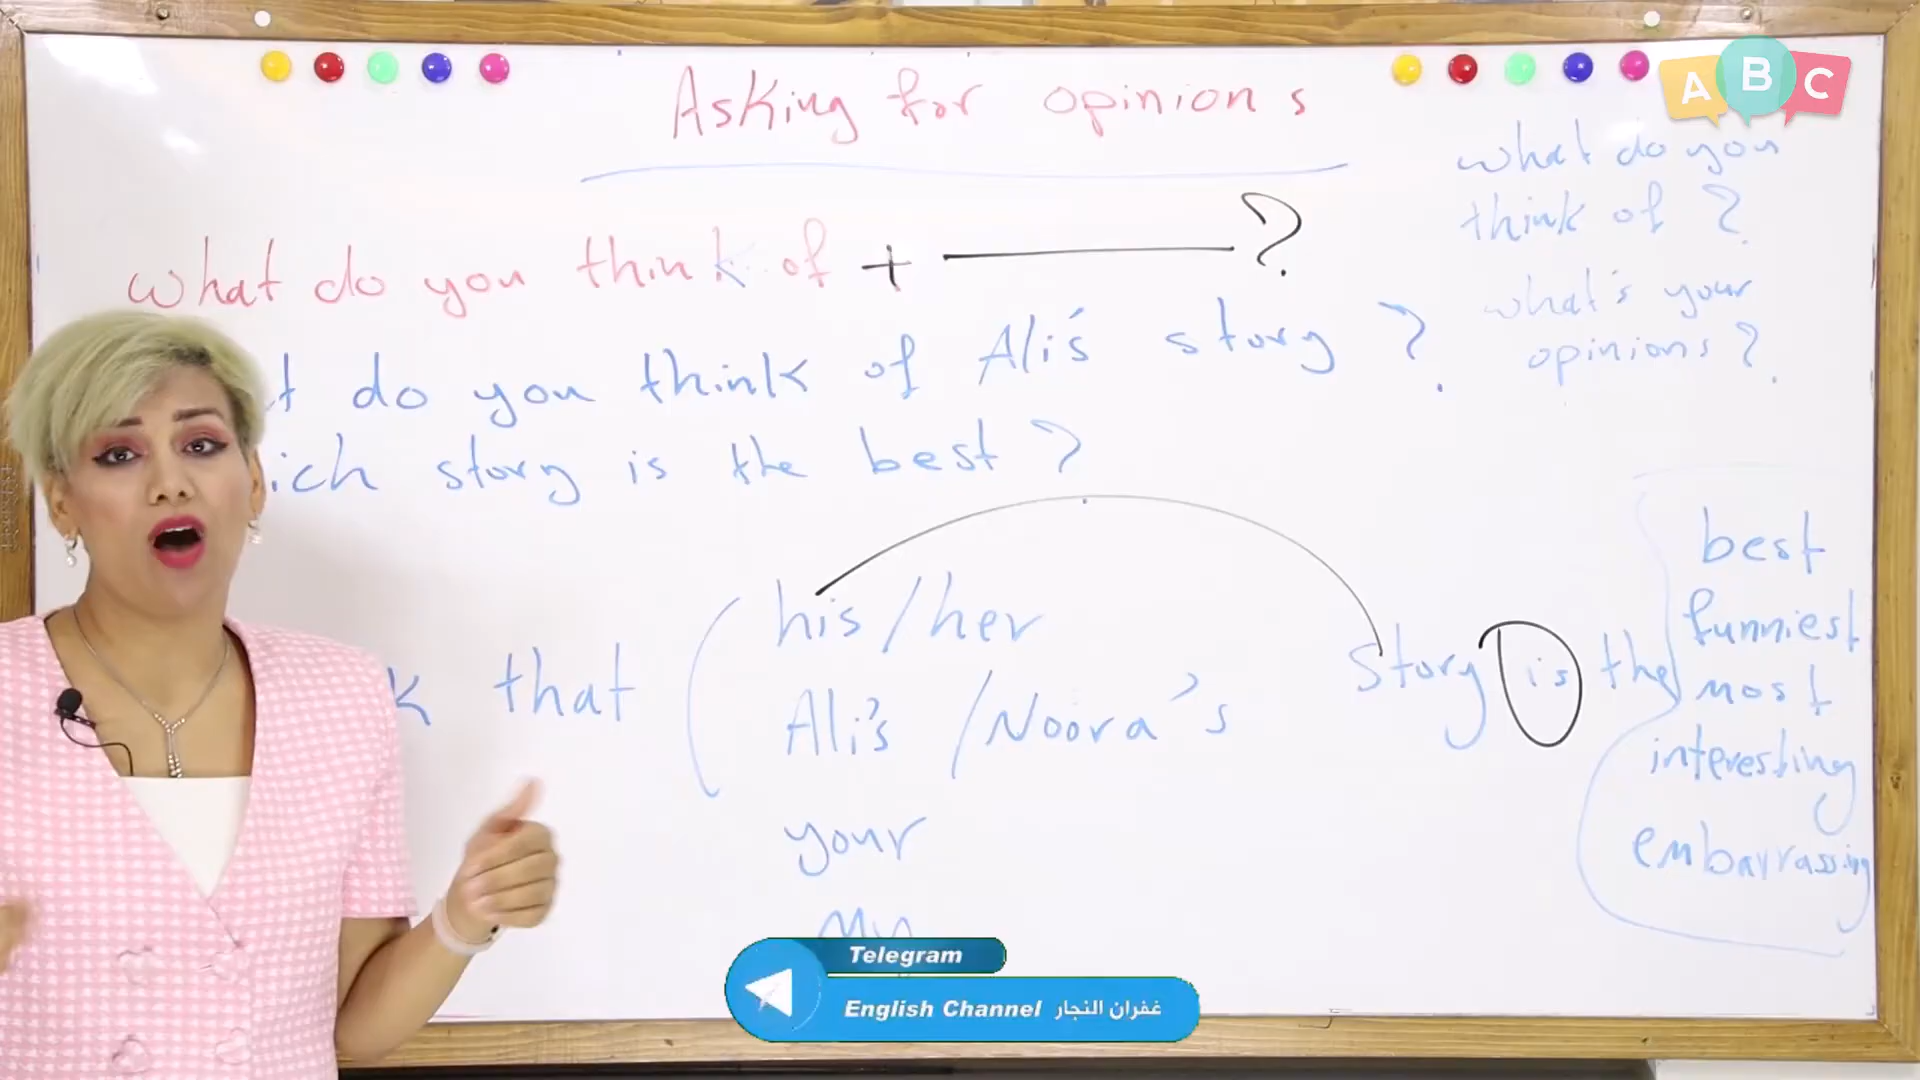 A B C
Asking for opinions
what do you think of ?
what's your opinions ?
What do you think of + ?
t do you think of Ali's story ?
ich story is the best ?
k that
his/her
Ali's /Noora's
your
My
story is the
best
funniest
most
interesting
embarrassing
Telegram
English Channel غفران النجار